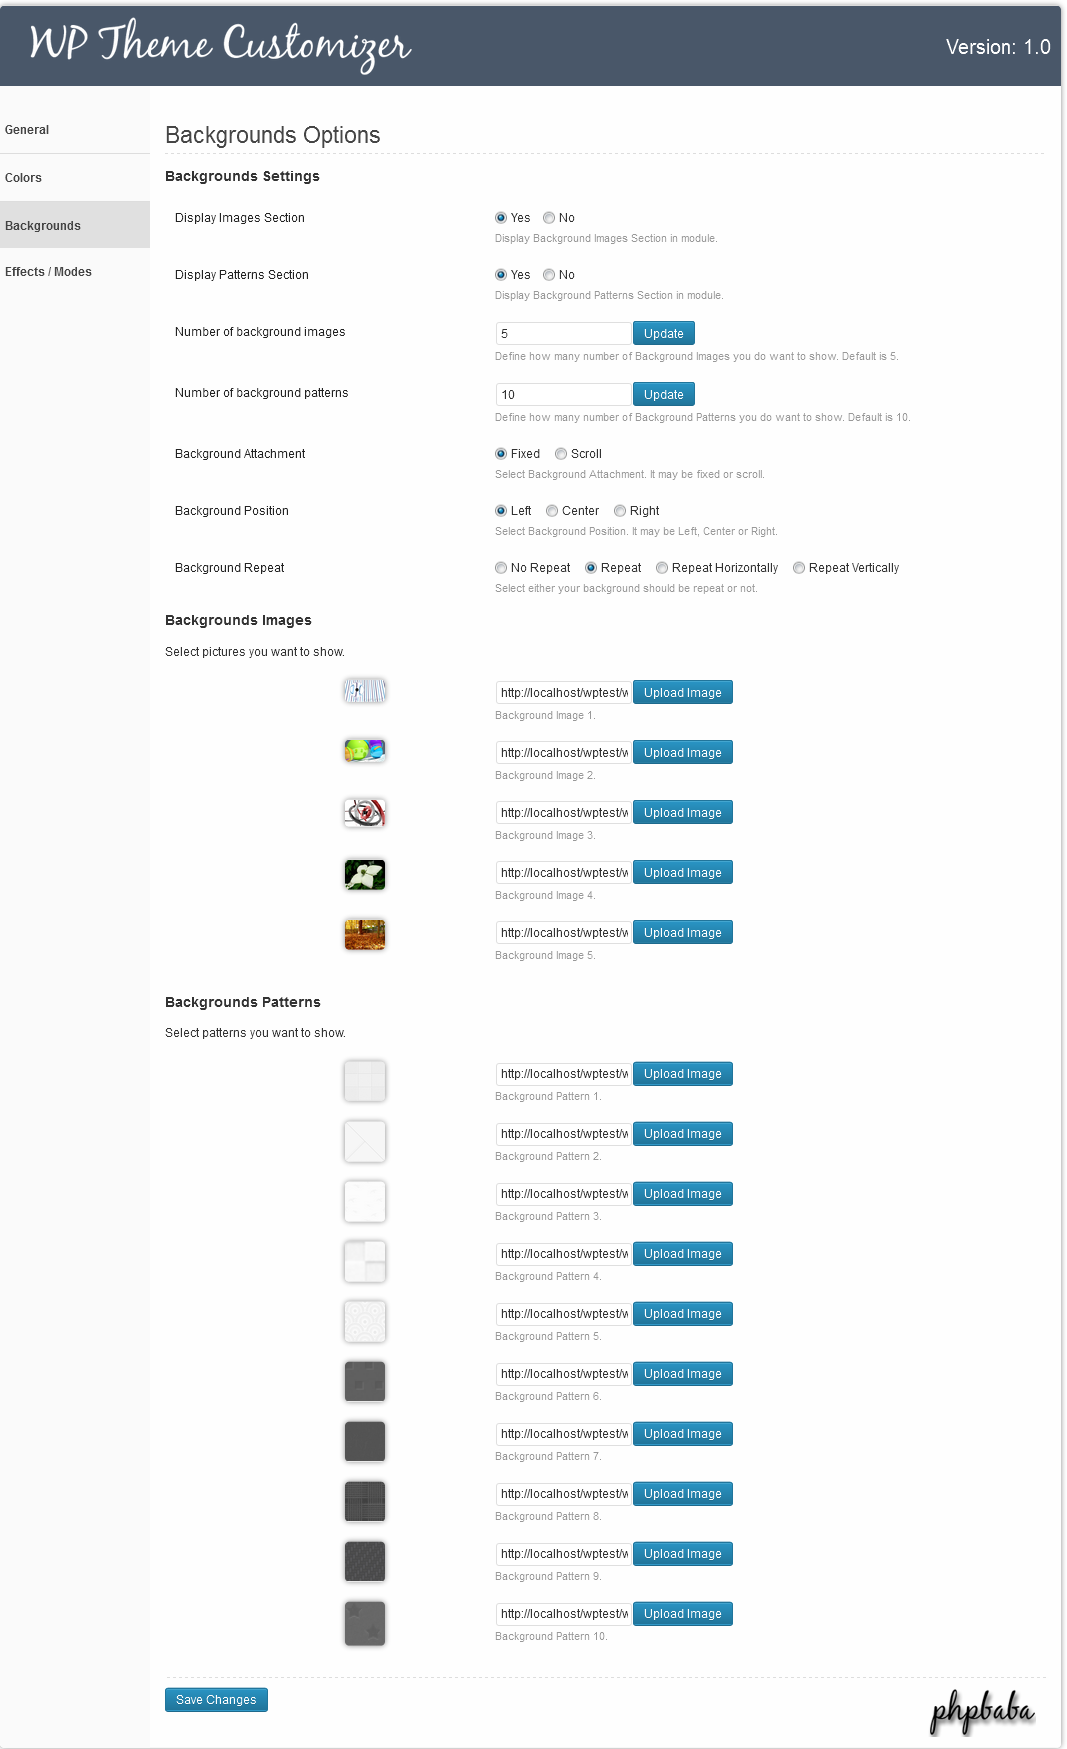 WP Theme Customizer
Version: 1.0
General
Colors
Backgrounds
Effects / Modes
Backgrounds Options
Backgrounds Settings
Display Images Section Yes No
Display Background Images Section in module.
Display Patterns Section Yes No
Display Background Patterns Section in module.
Number of background images 5 Update
Define how many number of Background Images you do want to show. Default is 5.
Number of background patterns 10 Update
Define how many number of Background Patterns you do want to show. Default is 10.
Background Attachment Fixed Scroll
Select Background Attachment. It may be fixed or scroll.
Background Position Left Center Right
Select Background Position. It may be Left, Center or Right.
Background Repeat No Repeat Repeat Repeat Horizontally Repeat Vertically
Select either your background should be repeat or not.
Backgrounds Images
Select pictures you want to show.
http://localhost/wptest/w Upload Image
Background Image 1.
http://localhost/wptest/w Upload Image
Background Image 2.
http://localhost/wptest/w Upload Image
Background Image 3.
http://localhost/wptest/w Upload Image
Background Image 4.
http://localhost/wptest/w Upload Image
Background Image 5.
Backgrounds Patterns
Select patterns you want to show.
http://localhost/wptest/w Upload Image
Background Pattern 1.
http://localhost/wptest/w Upload Image
Background Pattern 2.
http://localhost/wptest/w Upload Image
Background Pattern 3.
http://localhost/wptest/w Upload Image
Background Pattern 4.
http://localhost/wptest/w Upload Image
Background Pattern 5.
http://localhost/wptest/w Upload Image
Background Pattern 6.
http://localhost/wptest/w Upload Image
Background Pattern 7.
http://localhost/wptest/w Upload Image
Background Pattern 8.
http://localhost/wptest/w Upload Image
Background Pattern 9.
http://localhost/wptest/w Upload Image
Background Pattern 10.
Save Changes
phpbaba